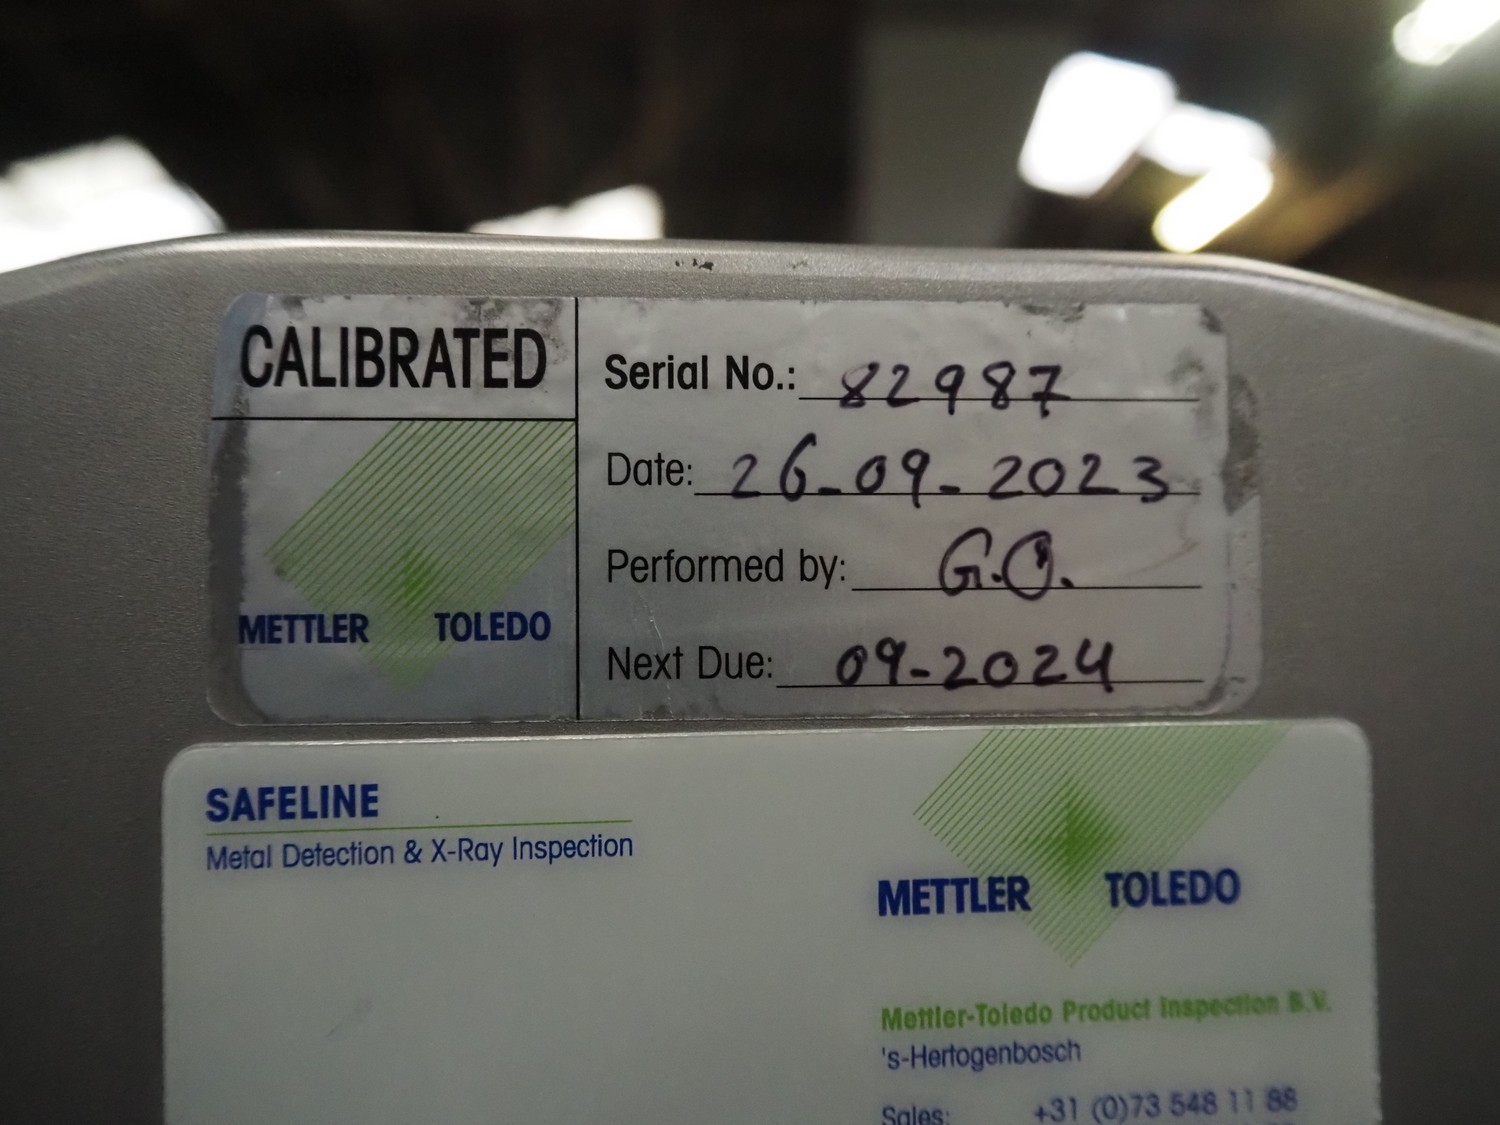 CALIBRATED
METTLER TOLEDO
Serial No.: 82987
Date: 26-09-2023
Performed by: G.O.
Next Due: 09-2024
SAFELINE
Metal Detection & X-Ray Inspection
METTLER TOLEDO
Mettler-Toledo Product Inspection B.V.
's-Hertogenbosch
Sales: +31 (0)73 548 11 88